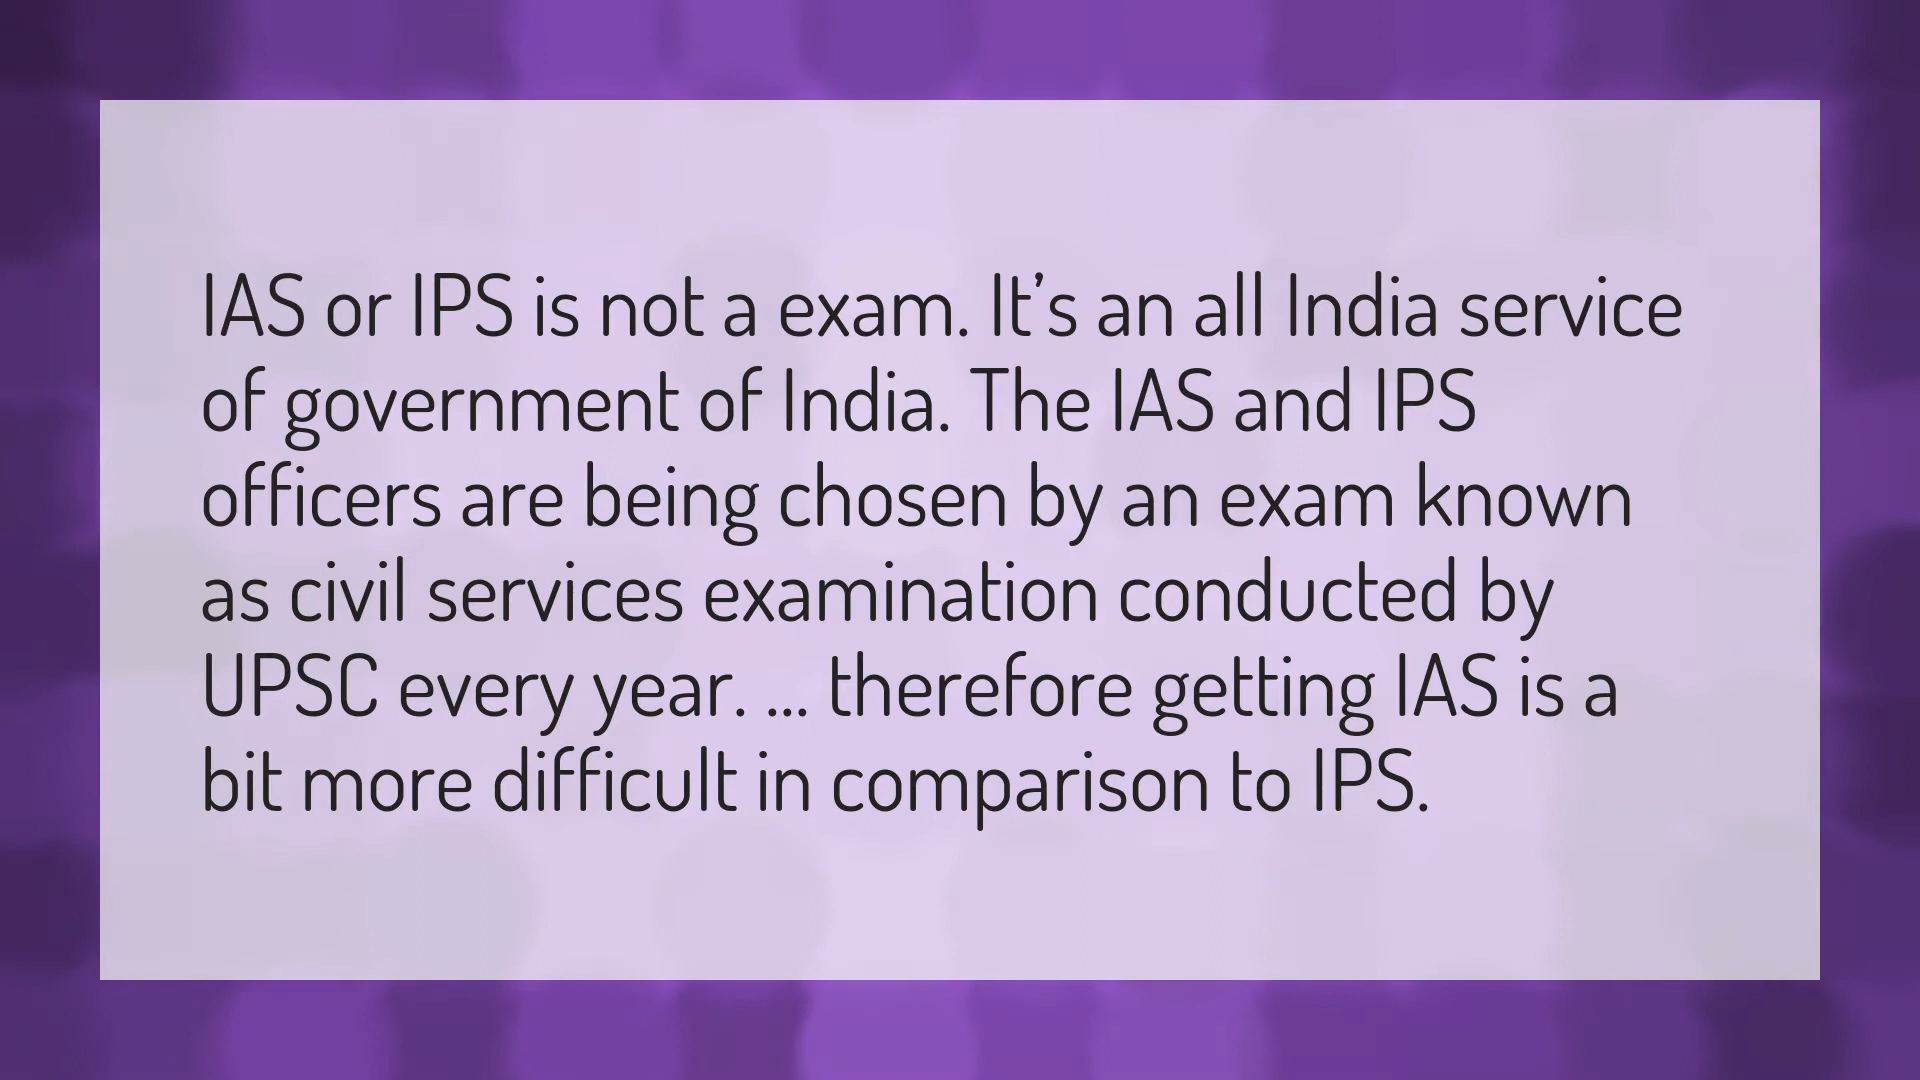 IAS or IPS is not a exam. It’s an all India service
of government of India. The IAS and IPS
officers are being chosen by an exam known
as civil services examination conducted by
UPSC every year. ... therefore getting IAS is a
bit more difficult in comparison to IPS.